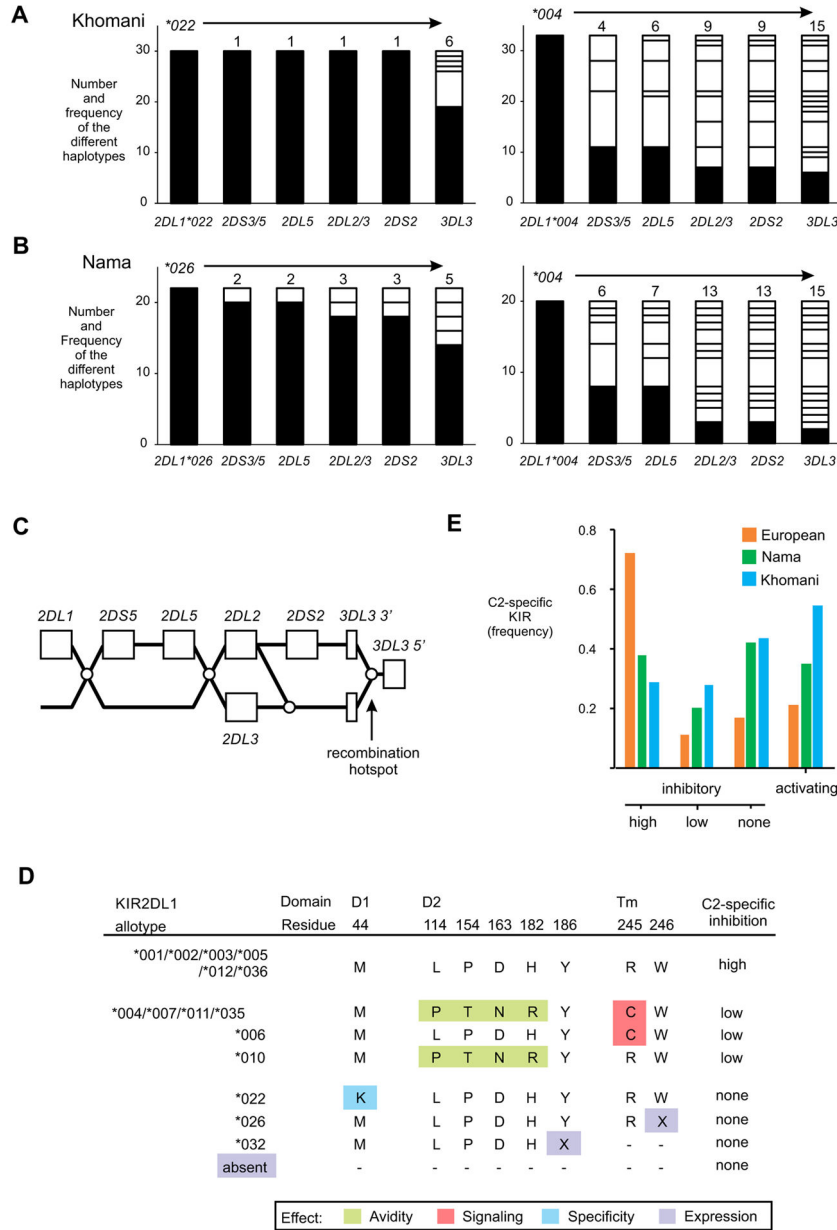 A
Khomani
*022
1 1 1 1 6
30
20
10
0
Number
and
frequency
of the
different
haplotypes
2DL1*022 2DS3/5 2DL5 2DL2/3 2DS2 3DL3
*004
4 6 9 9 15
30
20
10
0
2DL1*004 2DS3/5 2DL5 2DL2/3 2DS2 3DL3
B
Nama
*026
2 2 3 3 5
20
10
0
Number
and
Frequency
of the
different
haplotypes
2DL1*026 2DS3/5 2DL5 2DL2/3 2DS2 3DL3
*004
6 7 13 13 15
20
10
0
2DL1*004 2DS3/5 2DL5 2DL2/3 2DS2 3DL3
C
2DL1 2DS5 2DL5 2DL2 2DS2 3DL3 3'
3DL3 5'
2DL3
recombination
hotspot
E
0.8
0.6
0.4
0.2
C2-specific
KIR
(frequency)
European
Nama
Khomani
inhibitory activating
high low none
D
KIR2DL1 Domain D1 D2 Tm C2-specific
allotype Residue 44 114 154 163 182 186 245 246 inhibition
*001/*002/*003/*005
/*012/*036 M L P D H Y R W high
*004/*007/*011/*035 M P T N R Y C W low
*006 M L P D H Y C W low
*010 M P T N R Y R W low
*022 K L P D H Y R W none
*026 M L P D H Y R X none
*032 M L P D H X - - none
absent - - - - - - - - none
Effect: Avidity Signaling Specificity Expression